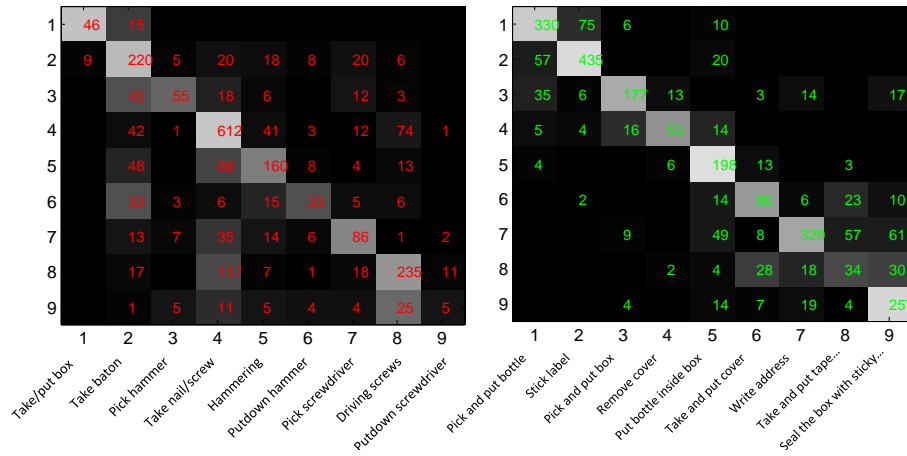 1 46 15
2 9 220 5 20 18 8 20 6
3 45 55 18 6 12 3
4 42 1 612 41 3 12 74 1
5 48 88 160 8 4 13
6 3 6 15 5 6
7 13 7 35 14 6 86 1 2
8 17 117 7 1 18 235 11
9 1 5 11 5 4 4 25 5
1 2 3 4 5 6 7 8 9
Take/put box
Take baton
Pick hammer
Take nail/screw
Hammering
Putdown hammer
Pick screwdriver
Driving screws
Putdown screwdriver
1 330 75 6 10
2 57 435 20
3 35 6 177 13 3 14 17
4 5 4 16 53 14
5 4 6 198 13 3
6 2 14 86 6 23 10
7 9 49 8 329 57 61
8 2 4 28 18 34 30
9 4 14 7 19 4 257
1 2 3 4 5 6 7 8 9
Pick and put bottle
Stick label
Pick and put box
Remove cover
Put bottle inside box
Take and put cover
Write address
Take and put tape...
Seal the box with sticky...